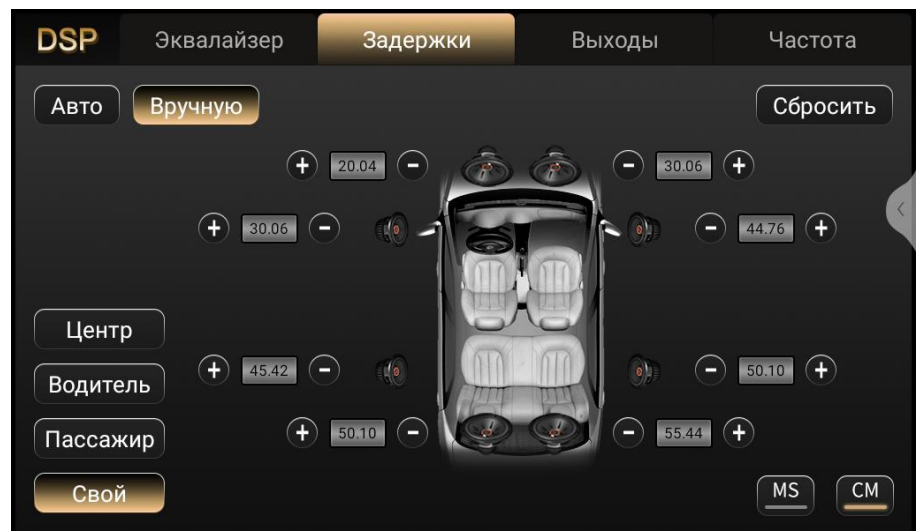 DSP Эквалайзер Задержки Выходы Частота
Авто Вручную Сбросить
+ 20.04 - - 30.06 +
+ 30.06 - - 44.76 +
Центр
+ 45.42 - - 50.10 +
Водитель
Пассажир + 50.10 - - 55.44 +
Свой MS CM